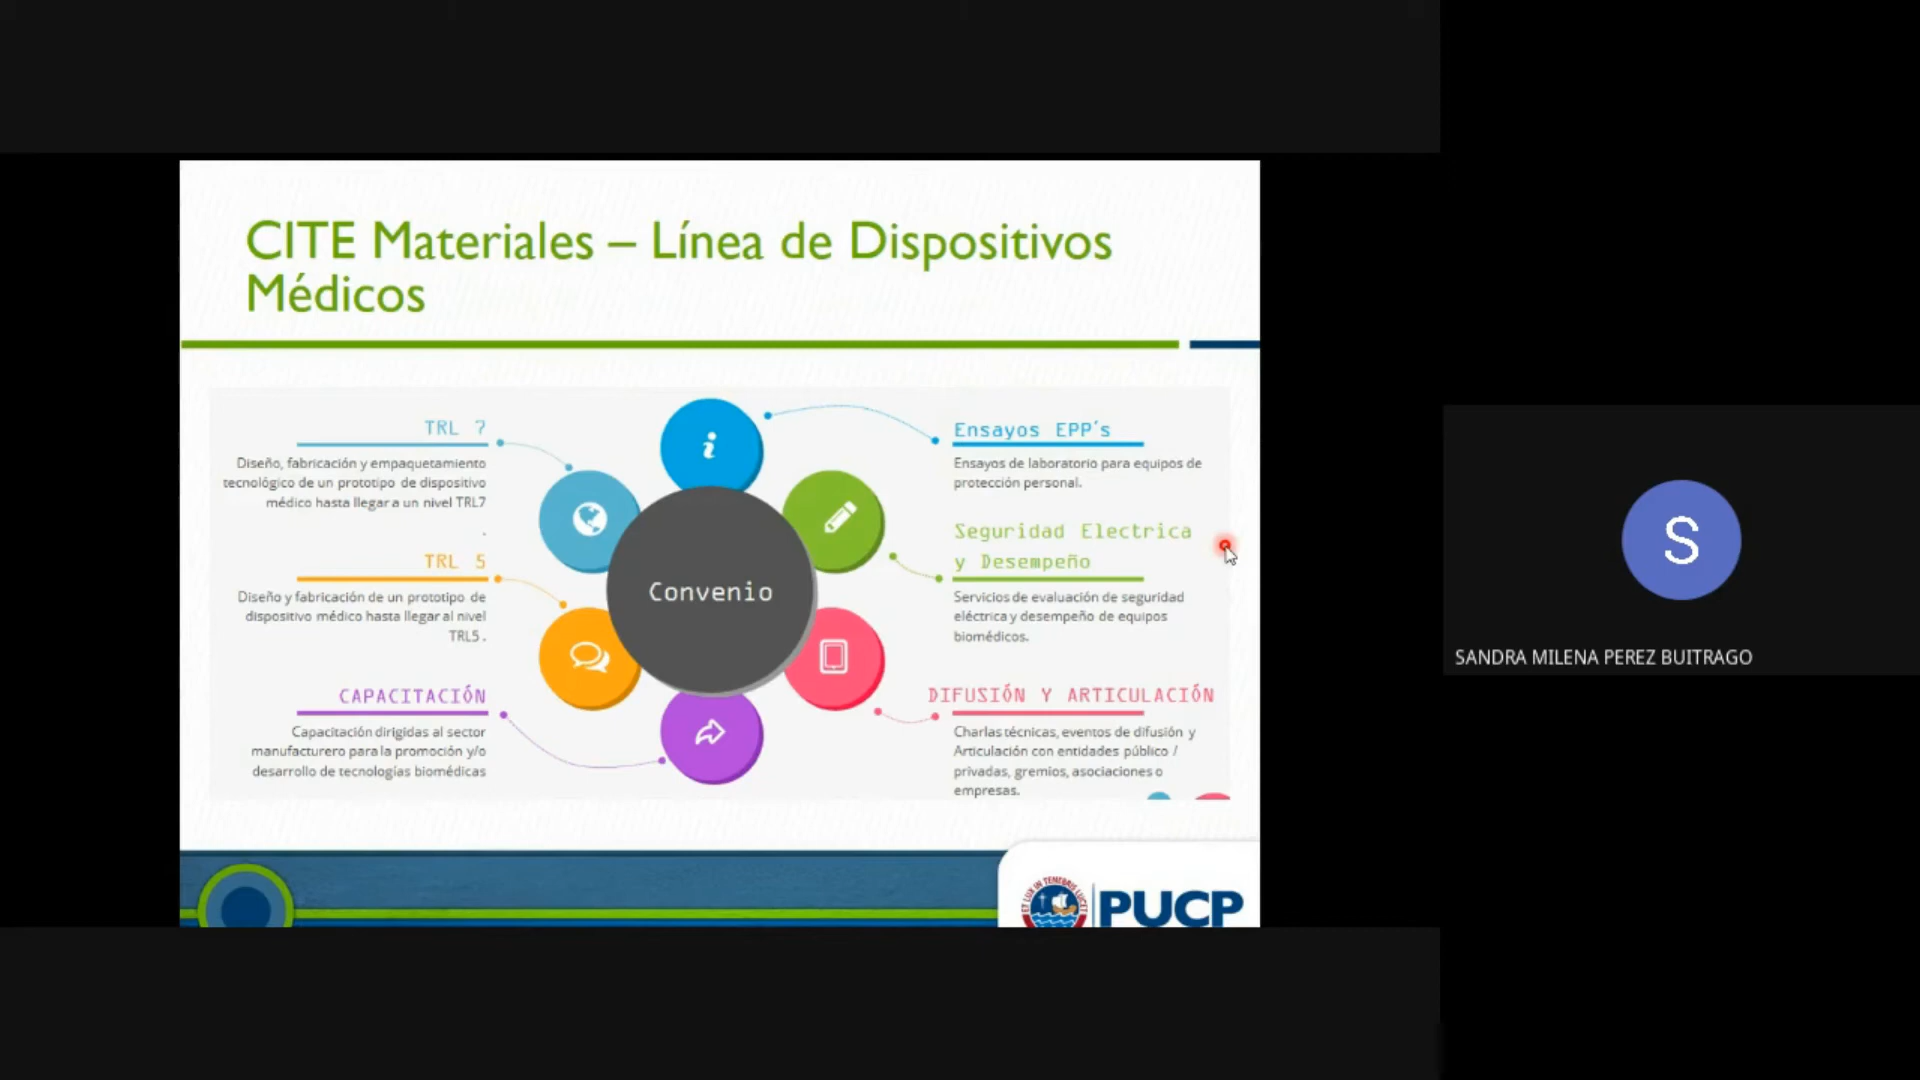 CITE Materiales – Línea de Dispositivos
Médicos
TRL 7
Diseño, fabricación y empaquetamiento
tecnológico de un prototipo de dispositivo
médico hasta llegar a un nivel TRL7
.
TRL 5
Diseño y fabricación de un prototipo de
dispositivo médico hasta llegar al nivel
TRL5 .
CAPACITACIÓN
Capacitación dirigidas al sector
manufacturero para la promoción y/o
desarrollo de tecnologías biomédicas
Convenio
Ensayos EPP´s
Ensayos de laboratorio para equipos de
protección personal.
Seguridad Electrica
y Desempeño
Servicios de evaluación de seguridad
eléctrica y desempeño de equipos
biomédicos.
DIFUSIÓN Y ARTICULACIÓN
Charlas técnicas, eventos de difusión y
Articulación con entidades público /
privadas, gremios, asociaciones o
empresas.
ET LUX IN TENEBRIS LUCET
PUCP
S
SANDRA MILENA PEREZ BUITRAGO